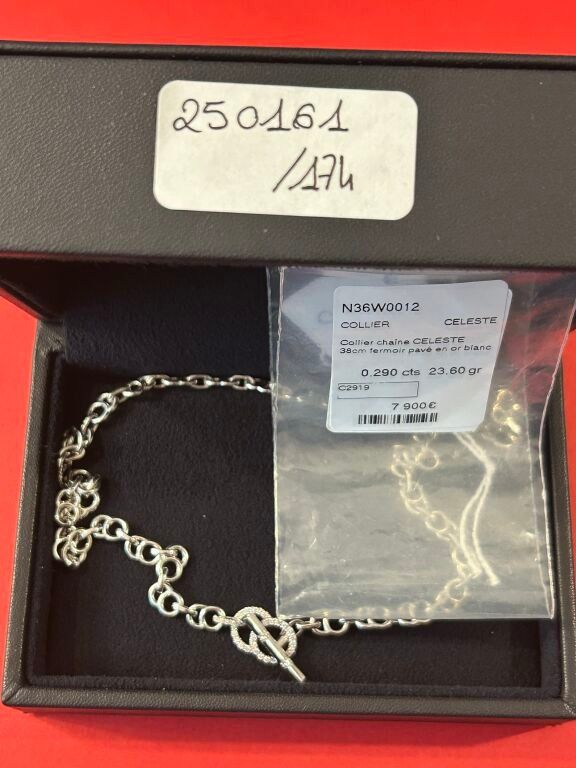 250161
/174
N36W0012
COLLIER CELESTE
Collier chaîne CELESTE
38cm fermoir pavé en or blanc
0.290 cts 23.60 gr
C2919
7 900€